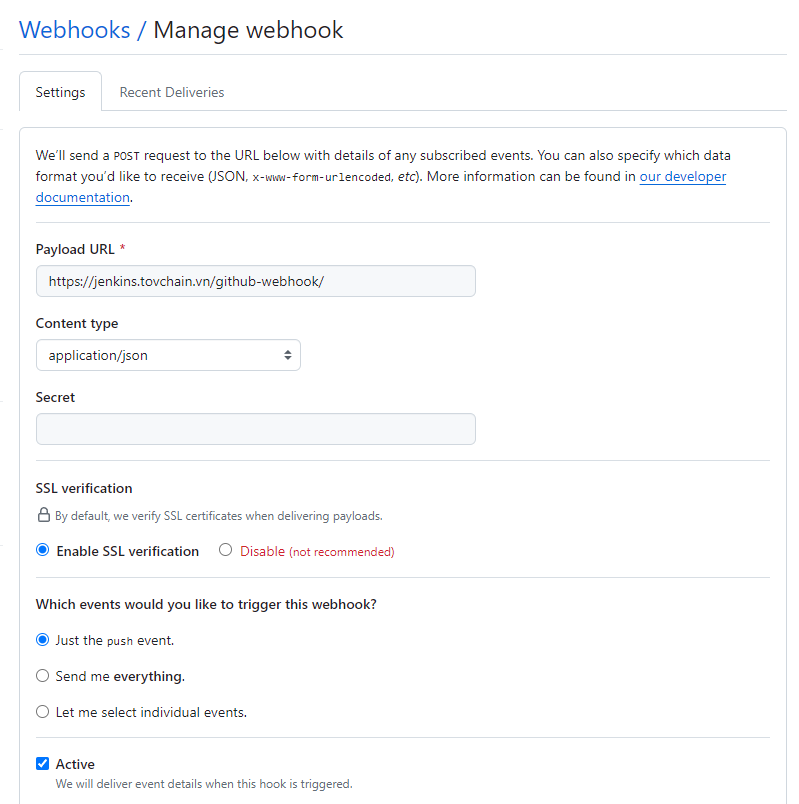 Webhooks / Manage webhook
Settings
Recent Deliveries
We’ll send a POST request to the URL below with details of any subscribed events. You can also specify which data
format you’d like to receive (JSON, x-www-form-urlencoded, etc). More information can be found in our developer
documentation.
Payload URL *
https://jenkins.tovchain.vn/github-webhook/
Content type
application/json
Secret
SSL verification
By default, we verify SSL certificates when delivering payloads.
Enable SSL verification
Disable (not recommended)
Which events would you like to trigger this webhook?
Just the push event.
Send me everything.
Let me select individual events.
Active
We will deliver event details when this hook is triggered.